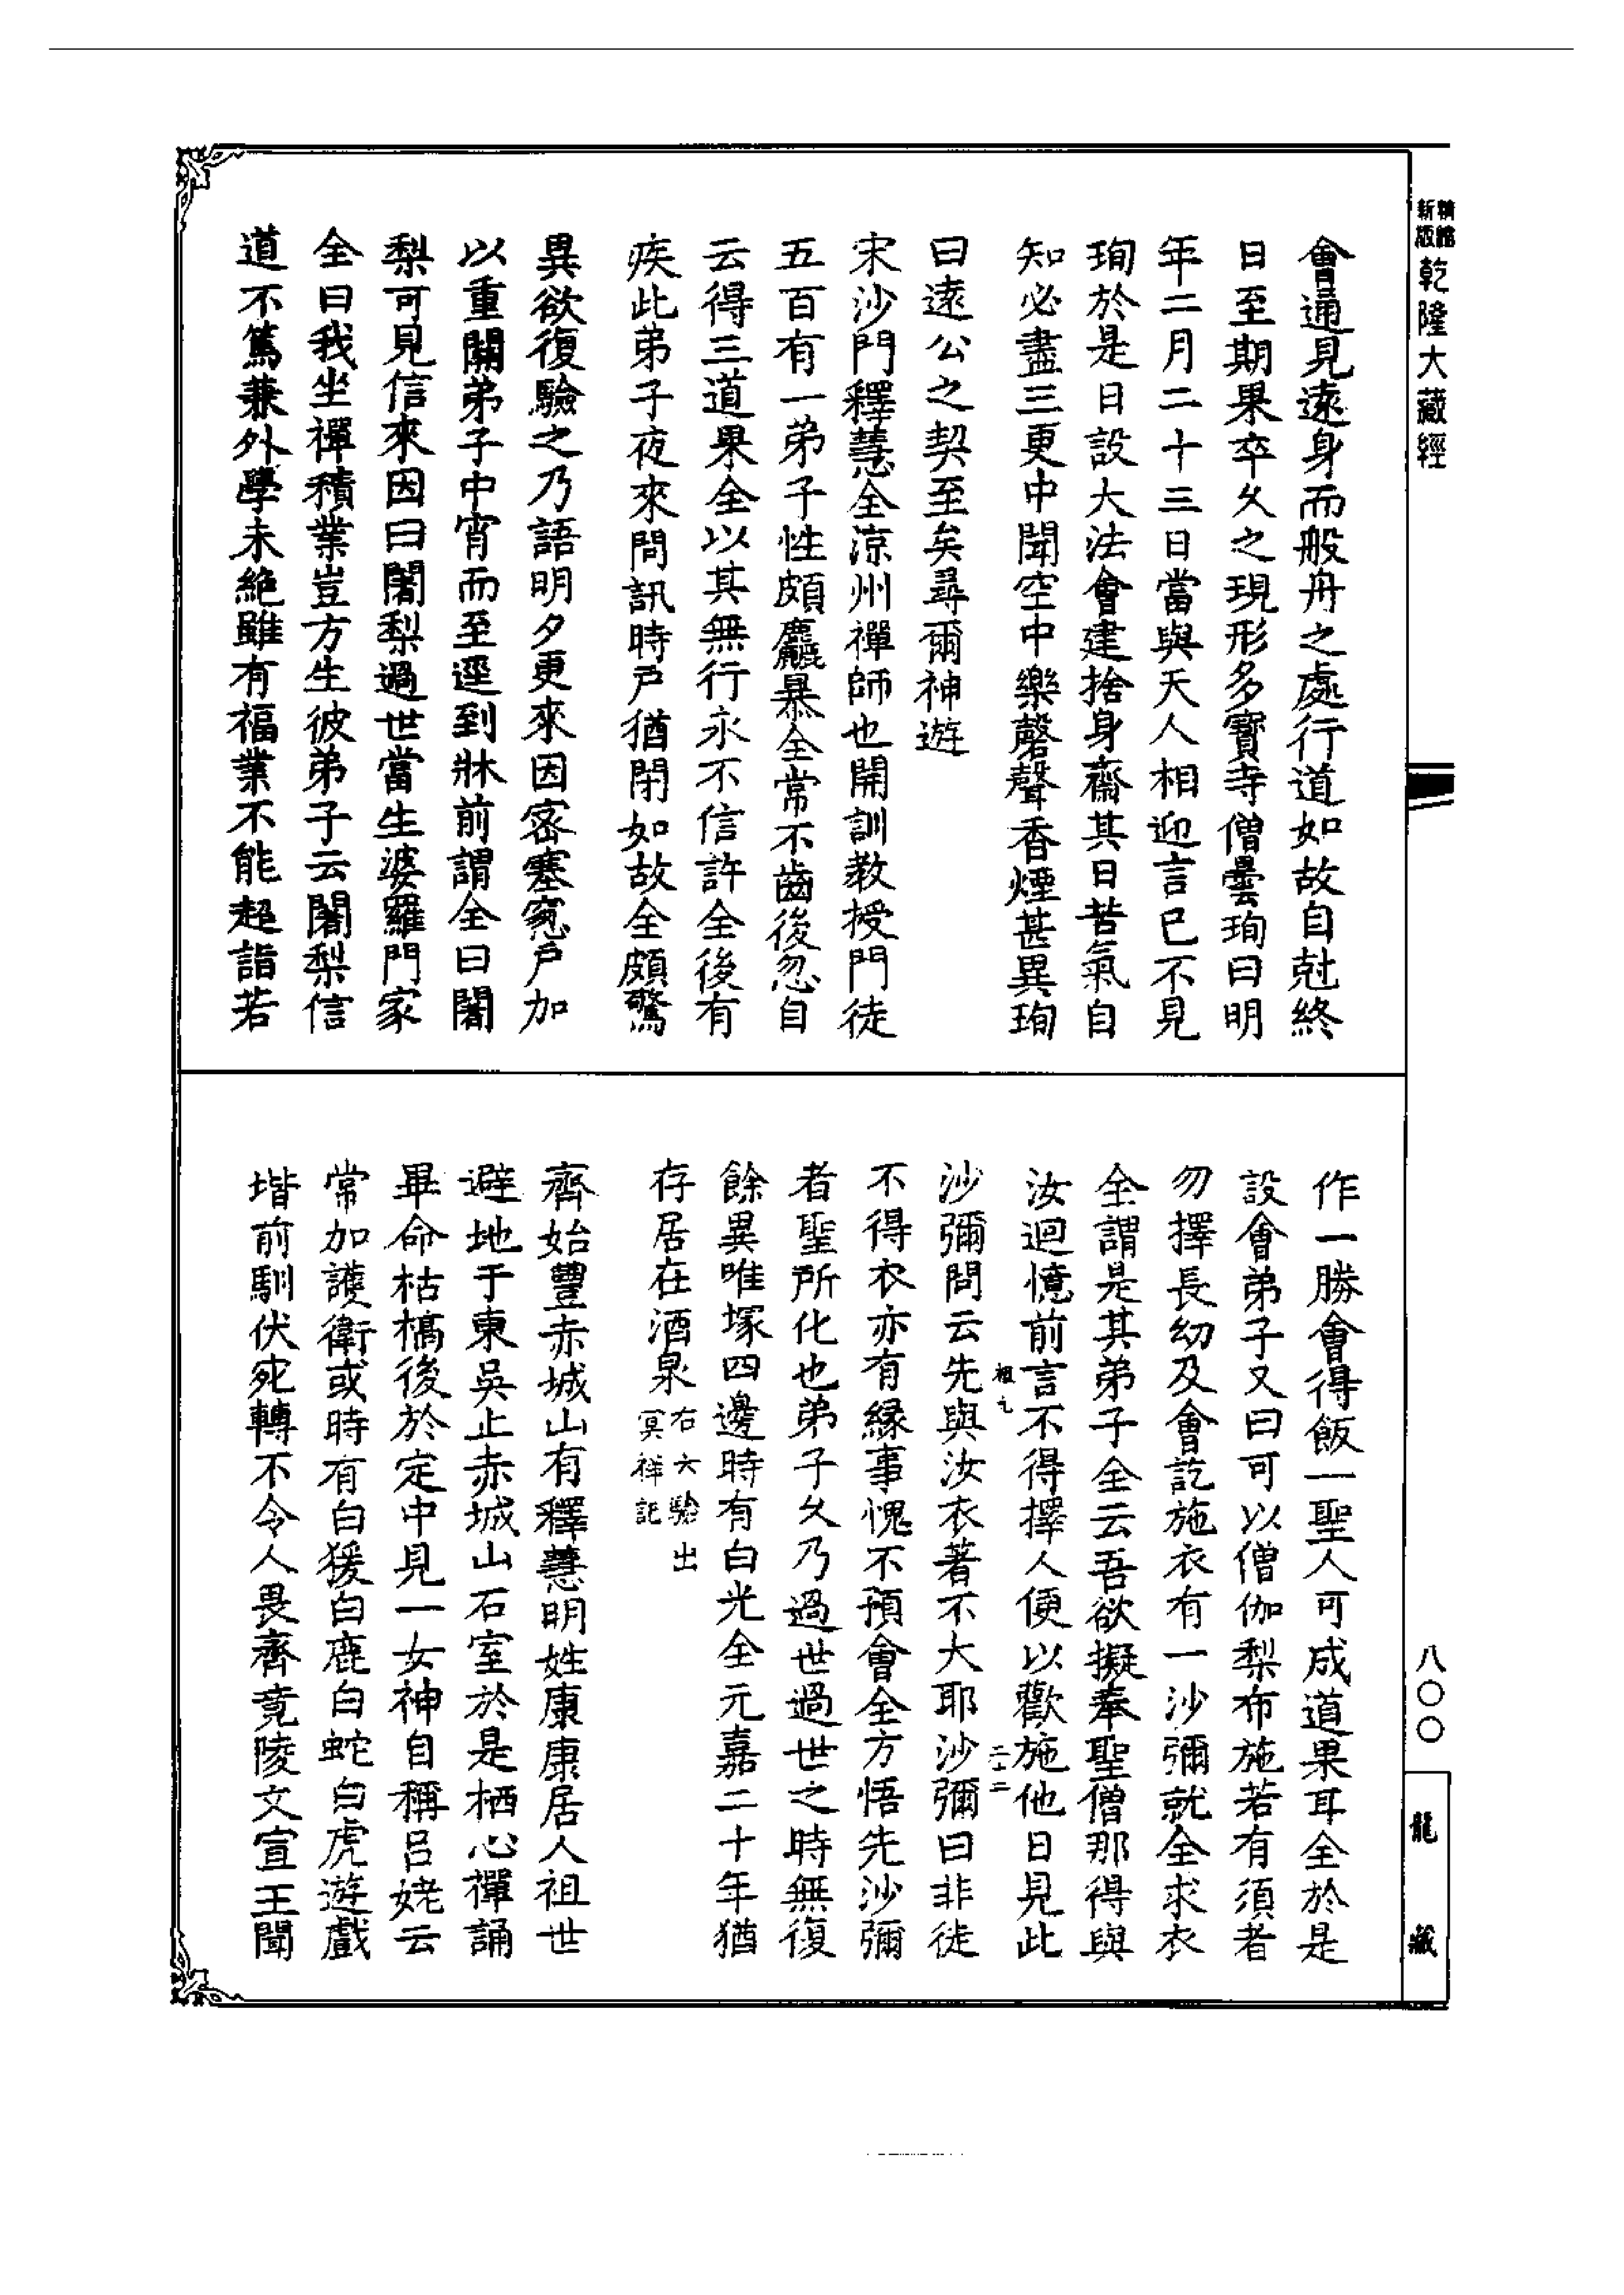 精縮新版乾隆大藏經
會通見遠身而般舟之處行道如故自尅終
日至期果卒久之現形多寶寺僧曇珣曰明
年二月二十三日當與天人相迎言已不見
珣於是日設大法會建捨身齋其日苦氣自
知必盡三更中聞空中樂磬聲香煙甚異珣
曰遠公之契至矣尋爾神遊
宋沙門釋慧全涼州禪師也開訓教授門徒
五百有一弟子性頗麤暴全常不齒後忽自
云得三道果全以其無行永不信許全後有
疾此弟子夜來問訊時戶猶閉如故全頗驚
異欲復驗之乃語明夕更來因密塞窻戶加
以重關弟子中宵而至逕到牀前謂全曰闍
梨可見信來因曰闍梨過世當生婆羅門家
全曰我坐禪積業豈方生彼弟子云闍梨信
道不篤兼外學未絕雖有福業不能超詣若
作一勝會得飯一聖人可成道果耳全於是
設會弟子又曰可以僧伽梨布施若有須者
勿擇長幼及會訖施衣有一沙彌就全求衣
全謂是其弟子全云吾欲擬奉聖僧那得與
汝迴憶前言不得擇人便以歡施他日見此
沙彌問云先與汝衣著不大耶沙彌曰非徒
不得衣亦有緣事愧不預會全方悟先沙彌
者聖所化也弟子久乃過世過世之時無復
餘異唯塚四邊時有白光全元嘉二十年猶
存居在酒泉右六驗出冥祥記
齊始豐赤城山有釋慧明姓康康居人祖世
避地于東吳止赤城山石室於是栖心禪誦
畢命枯槁後於定中見一女神自稱呂姥云
常加護衛或時有白猨白鹿白蛇白虎遊戲
堦前馴伏宛轉不令人畏齊竟陵文宣王聞
八〇〇
龍藏